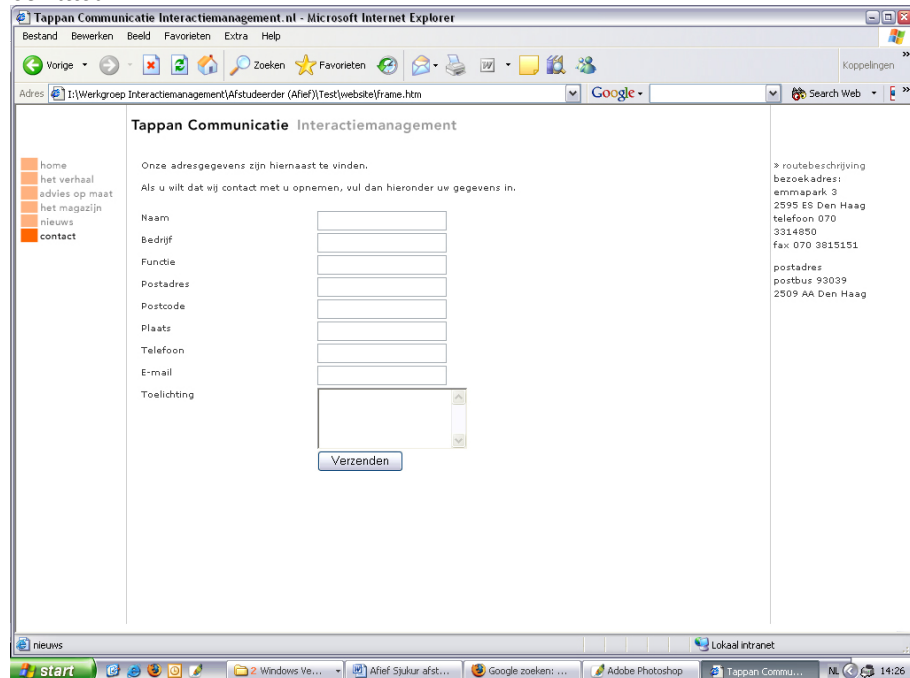 Tappan Communicatie Interactiemanagement.nl - Microsoft Internet Explorer
Bestand Bewerken Beeld Favorieten Extra Help
Vorige Zoeken Favorieten Koppelingen
Adres I:\Werkgroep Interactiemanagement\Afstudeerder (Afief)\Test\website\frame.htm Google Search Web
Tappan Communicatie Interactiemanagement
home
het verhaal
advies op maat
het magazijn
nieuws
contact
Onze adresgegevens zijn hiernaast te vinden.
Als u wilt dat wij contact met u opnemen, vul dan hieronder uw gegevens in.
Naam
Bedrijf
Functie
Postadres
Postcode
Plaats
Telefoon
E-mail
Toelichting
Verzenden
» routebeschrijving
bezoekadres:
emmapark 3
2595 ES Den Haag
telefoon 070
3314850
fax 070 3815151
postadres
postbus 93039
2509 AA Den Haag
nieuws Lokaal intranet
start 2 Windows Ve... Afief Sjukur afst... Google zoeken: ... Adobe Photoshop Tappan Commu... NL 14:26